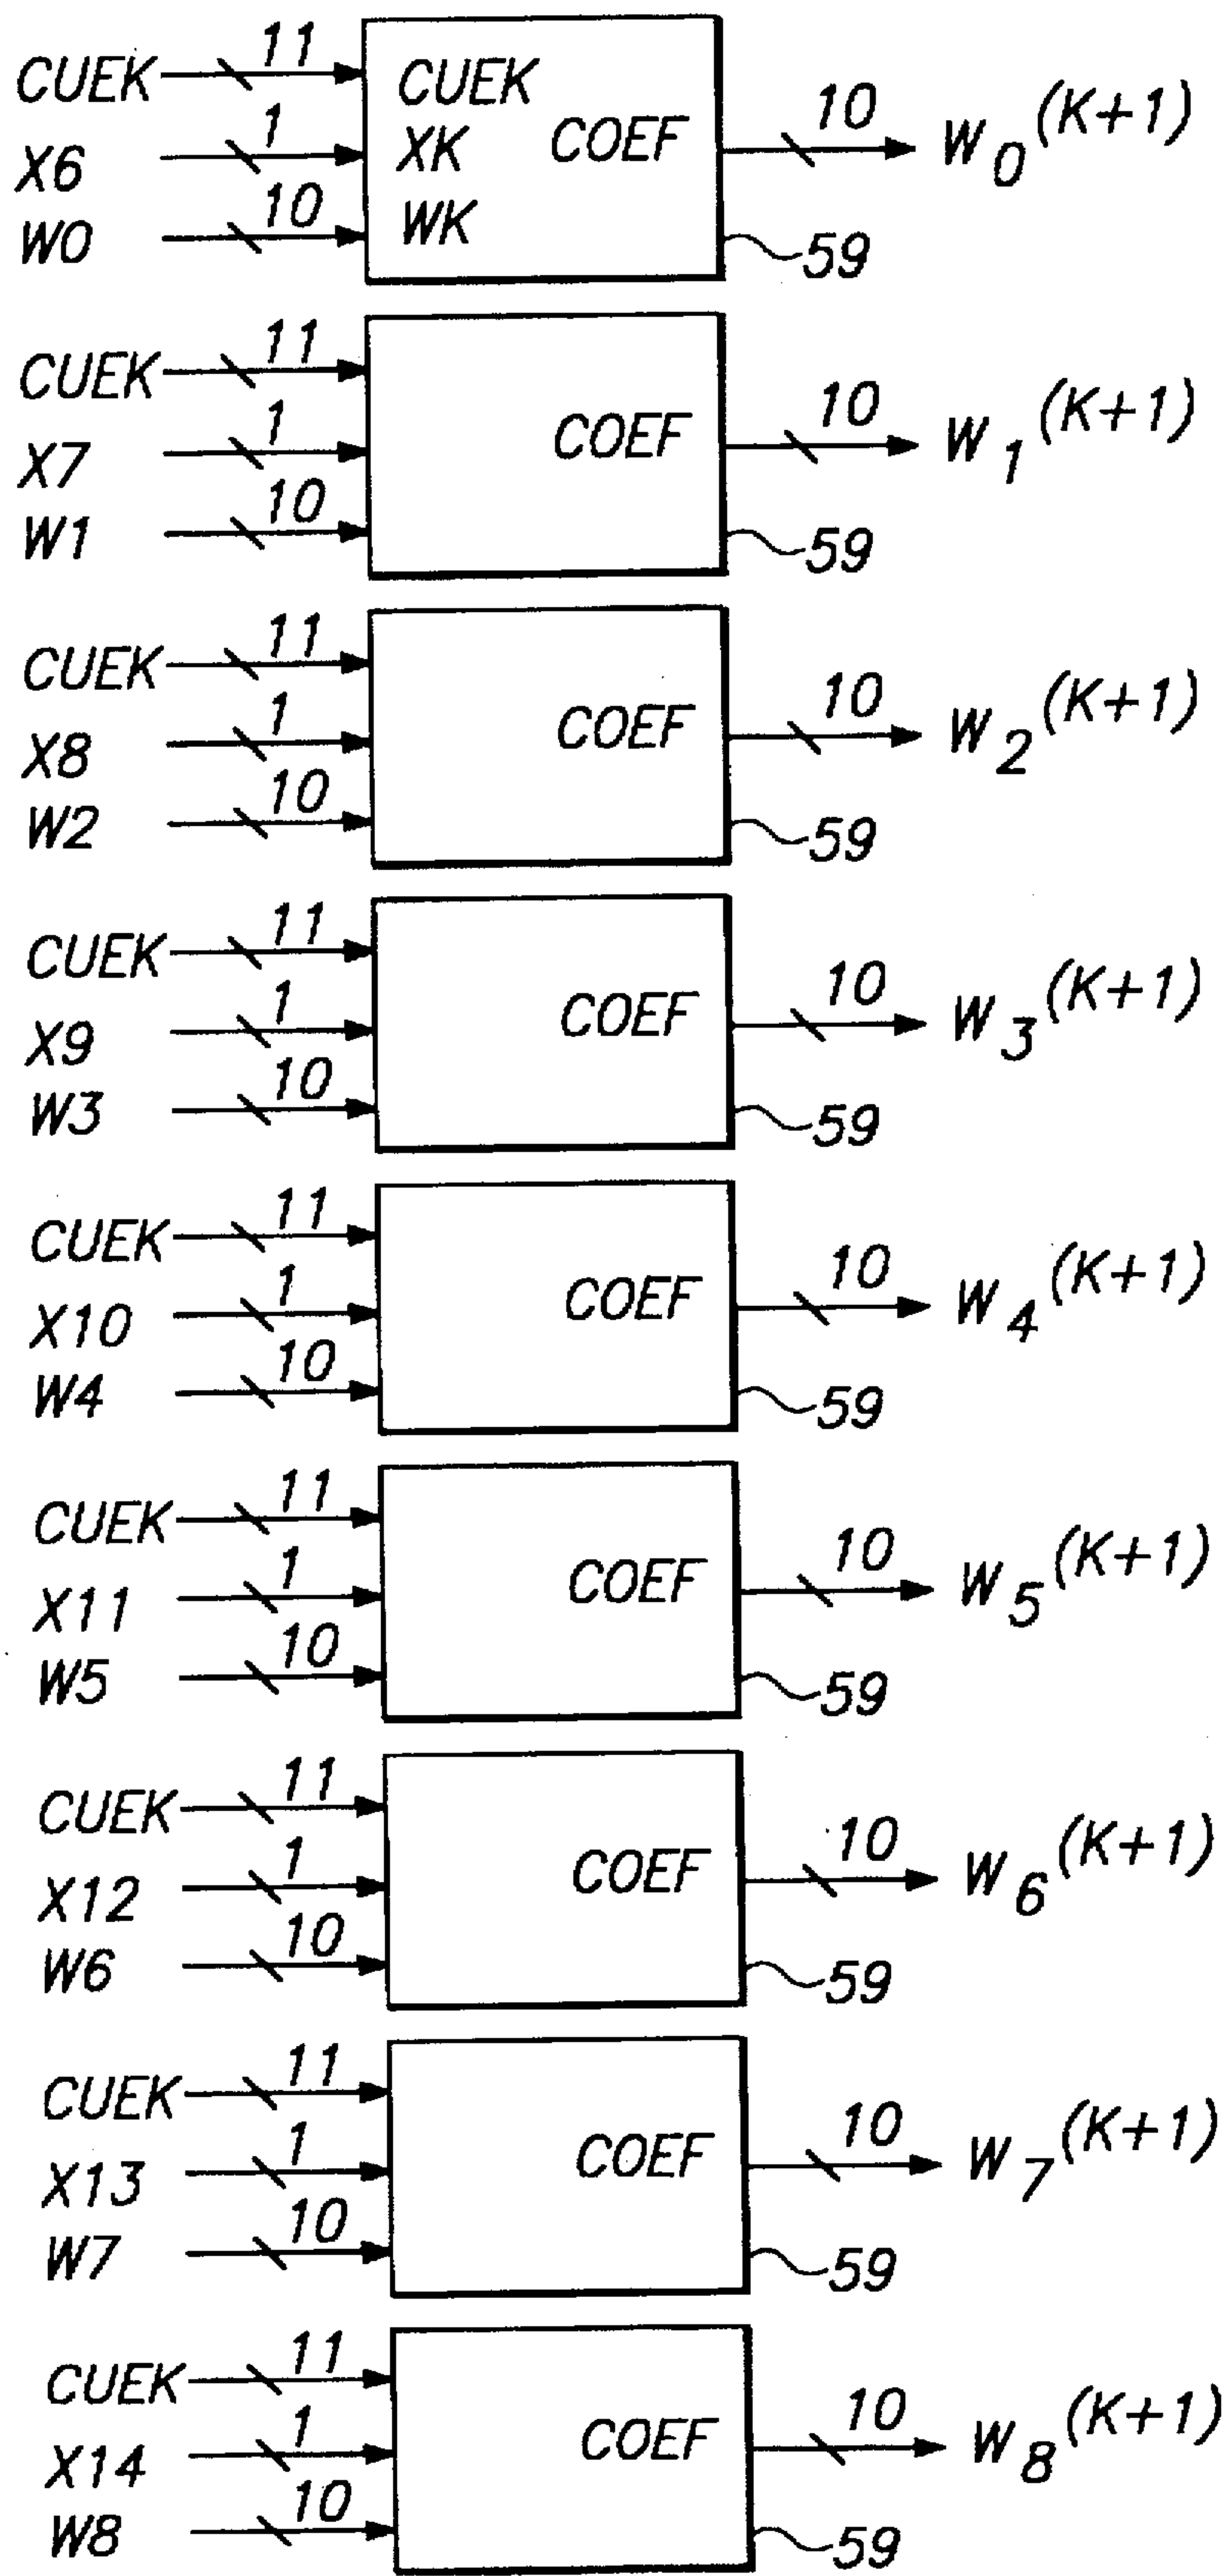 CUEK 11 CUEK
X6 1 XK COEF 10 W0(K+1)
W0 10 WK 59
CUEK 11
X7 1 COEF 10 W1(K+1)
W1 10 59
CUEK 11
X8 1 COEF 10 W2(K+1)
W2 10 59
CUEK 11
X9 1 COEF 10 W3(K+1)
W3 10 59
CUEK 11
X10 1 COEF 10 W4(K+1)
W4 10 59
CUEK 11
X11 1 COEF 10 W5(K+1)
W5 10 59
CUEK 11
X12 1 COEF 10 W6(K+1)
W6 10 59
CUEK 11
X13 1 COEF 10 W7(K+1)
W7 10 59
CUEK 11
X14 1 COEF 10 W8(K+1)
W8 10 59